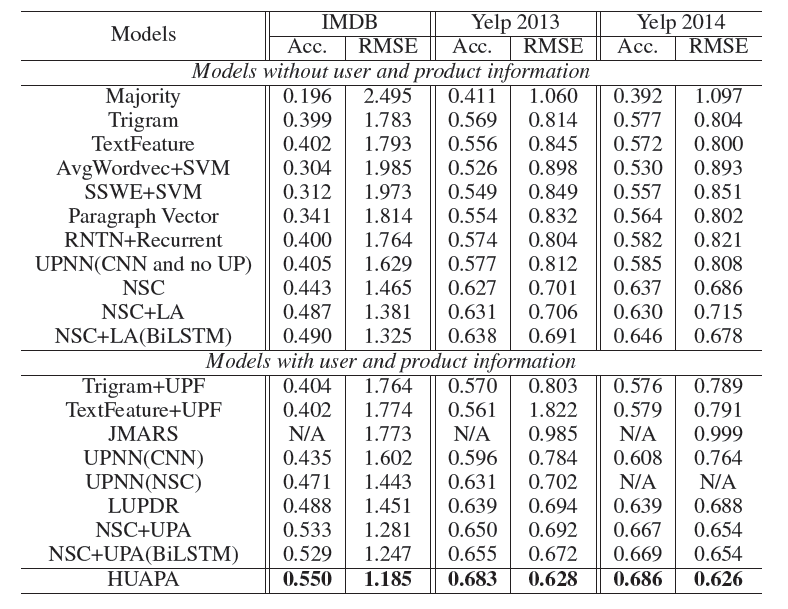 Models IMDB Yelp 2013 Yelp 2014
Acc. RMSE Acc. RMSE Acc. RMSE
Models without user and product information
Majority 0.196 2.495 0.411 1.060 0.392 1.097
Trigram 0.399 1.783 0.569 0.814 0.577 0.804
TextFeature 0.402 1.793 0.556 0.845 0.572 0.800
AvgWordvec+SVM 0.304 1.985 0.526 0.898 0.530 0.893
SSWE+SVM 0.312 1.973 0.549 0.849 0.557 0.851
Paragraph Vector 0.341 1.814 0.554 0.832 0.564 0.802
RNTN+Recurrent 0.400 1.764 0.574 0.804 0.582 0.821
UPNN(CNN and no UP) 0.405 1.629 0.577 0.812 0.585 0.808
NSC 0.443 1.465 0.627 0.701 0.637 0.686
NSC+LA 0.487 1.381 0.631 0.706 0.630 0.715
NSC+LA(BiLSTM) 0.490 1.325 0.638 0.691 0.646 0.678
Models with user and product information
Trigram+UPF 0.404 1.764 0.570 0.803 0.576 0.789
TextFeature+UPF 0.402 1.774 0.561 1.822 0.579 0.791
JMARS N/A 1.773 N/A 0.985 N/A 0.999
UPNN(CNN) 0.435 1.602 0.596 0.784 0.608 0.764
UPNN(NSC) 0.471 1.443 0.631 0.702 N/A N/A
LUPDR 0.488 1.451 0.639 0.694 0.639 0.688
NSC+UPA 0.533 1.281 0.650 0.692 0.667 0.654
NSC+UPA(BiLSTM) 0.529 1.247 0.655 0.672 0.669 0.654
HUAPA 0.550 1.185 0.683 0.628 0.686 0.626